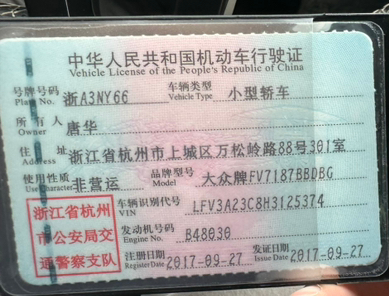 中华人民共和国机动车行驶证
Vehicle License of the People's Republic of China
号牌号码 浙A3NY66 车辆类型 小型轿车
Plate No. Vehicle Type
所有人 唐华
Owner
住址 浙江省杭州市上城区万松岭路88号301室
Address
使用性质 非营运 品牌型号 大众牌FV7187BBDBG
Use Character Model
浙江省杭州
市公安局交
通警察支队
车辆识别代号 LFV3A23C8H3125374
VIN
发动机号码 B48030
Engine No.
注册日期 2017-09-27 发证日期 2017-09-27
Register Date Issue Date